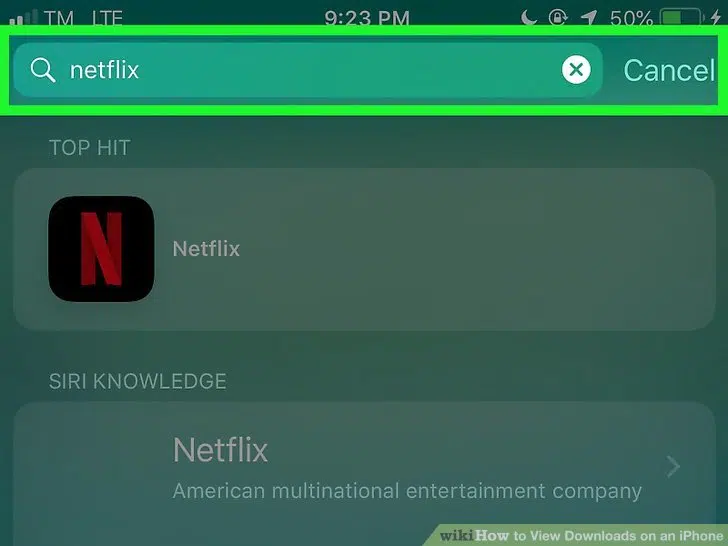 TM LTE 9:23 PM 50%
netflix Cancel
TOP HIT
N
Netflix
SIRI KNOWLEDGE
Netflix
American multinational entertainment company
wikiHow to View Downloads on an iPhone